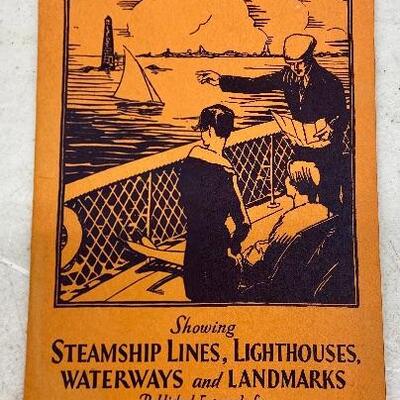 Showing
STEAMSHIP LINES, LIGHTHOUSES,
WATERWAYS and LANDMARKS